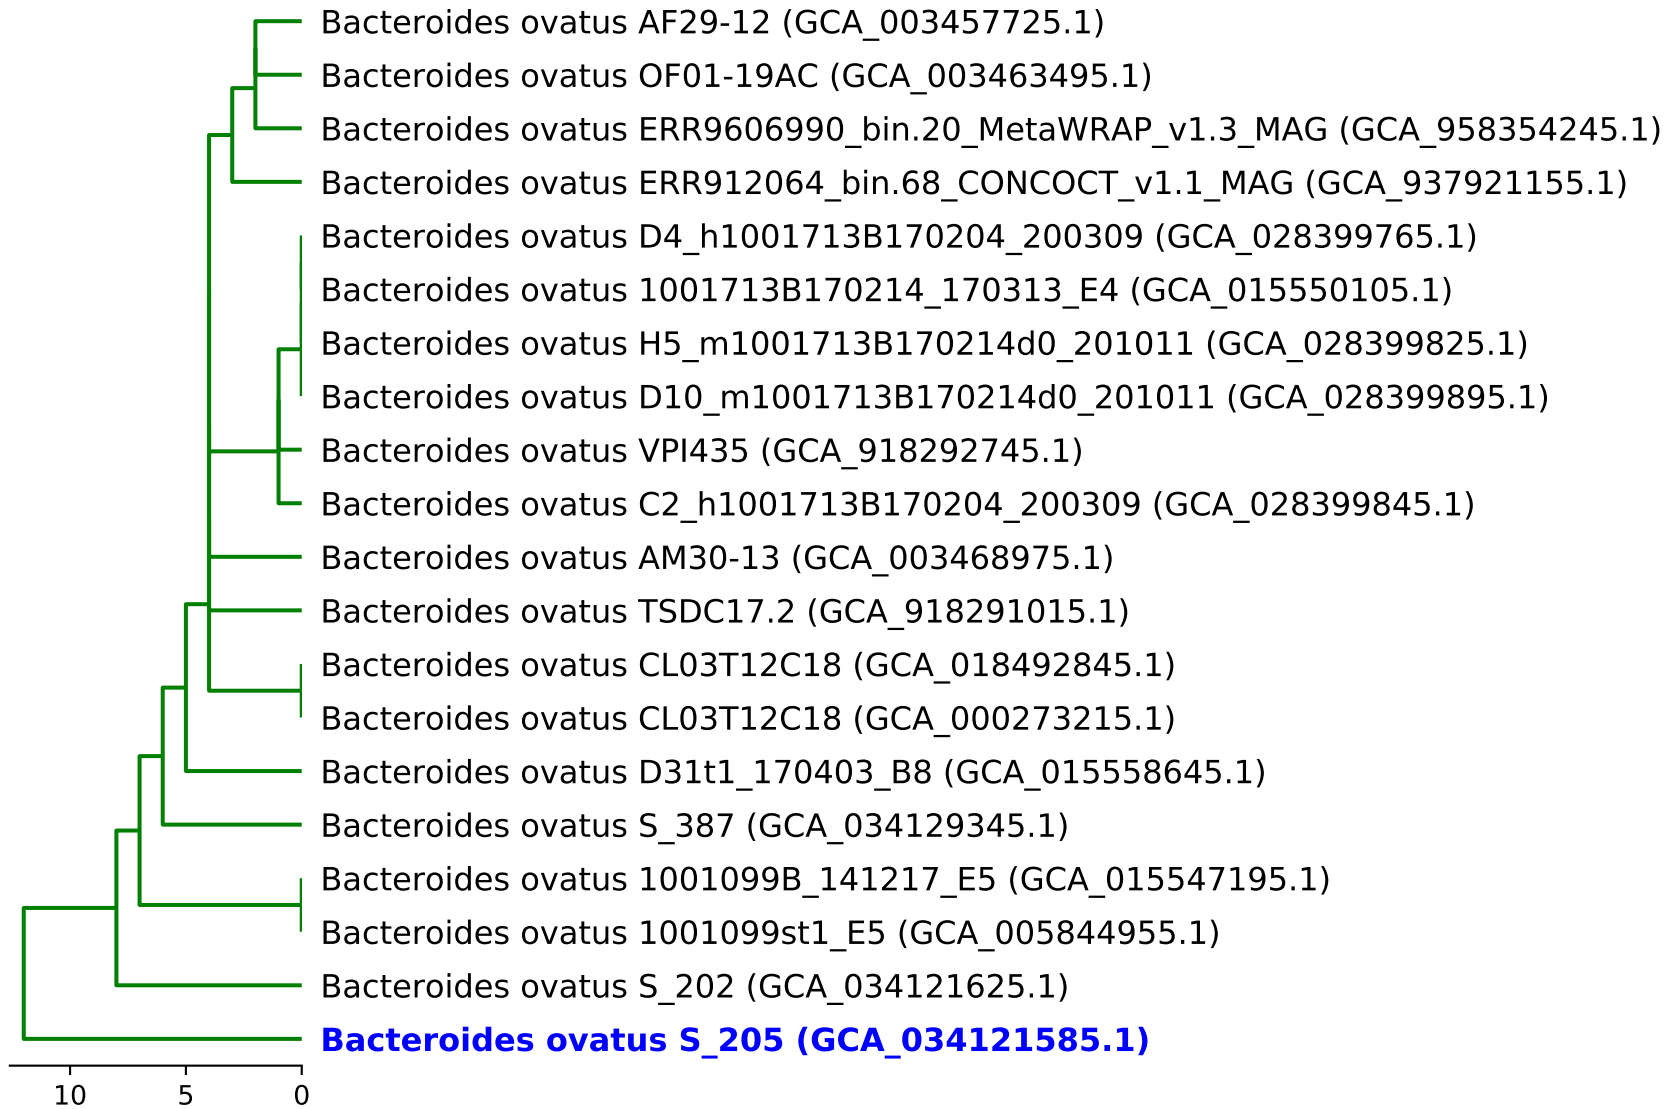 Bacteroides ovatus AF29-12 (GCA_003457725.1)
Bacteroides ovatus OF01-19AC (GCA_003463495.1)
Bacteroides ovatus ERR9606990_bin.20_MetaWRAP_v1.3_MAG (GCA_958354245.1)
Bacteroides ovatus ERR912064_bin.68_CONCOCT_v1.1_MAG (GCA_937921155.1)
Bacteroides ovatus D4_h1001713B170204_200309 (GCA_028399765.1)
Bacteroides ovatus 1001713B170214_170313_E4 (GCA_015550105.1)
Bacteroides ovatus H5_m1001713B170214d0_201011 (GCA_028399825.1)
Bacteroides ovatus D10_m1001713B170214d0_201011 (GCA_028399895.1)
Bacteroides ovatus VPI435 (GCA_918292745.1)
Bacteroides ovatus C2_h1001713B170204_200309 (GCA_028399845.1)
Bacteroides ovatus AM30-13 (GCA_003468975.1)
Bacteroides ovatus TSDC17.2 (GCA_918291015.1)
Bacteroides ovatus CL03T12C18 (GCA_018492845.1)
Bacteroides ovatus CL03T12C18 (GCA_000273215.1)
Bacteroides ovatus D31t1_170403_B8 (GCA_015558645.1)
Bacteroides ovatus S_387 (GCA_034129345.1)
Bacteroides ovatus 1001099B_141217_E5 (GCA_015547195.1)
Bacteroides ovatus 1001099st1_E5 (GCA_005844955.1)
Bacteroides ovatus S_202 (GCA_034121625.1)
Bacteroides ovatus S_205 (GCA_034121585.1)
10 5 0